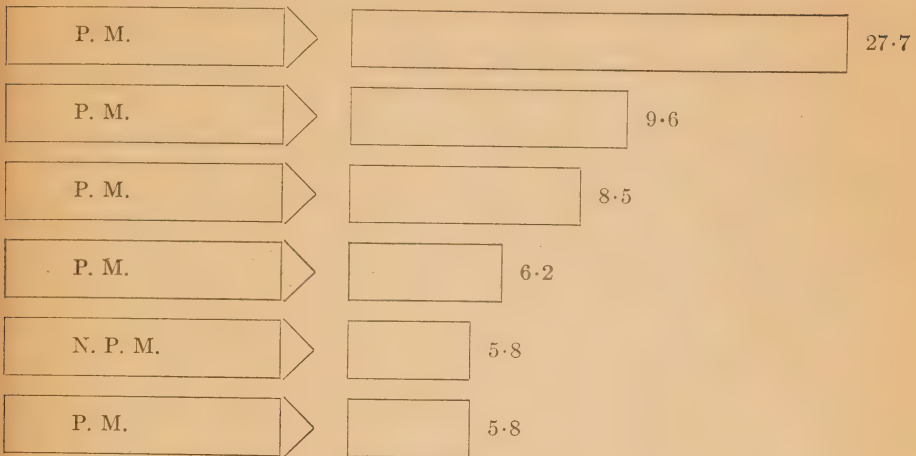 P. M. 27·7
P. M. 9·6
P. M. 8·5
P. M. 6·2
N. P. M. 5·8
P. M. 5·8